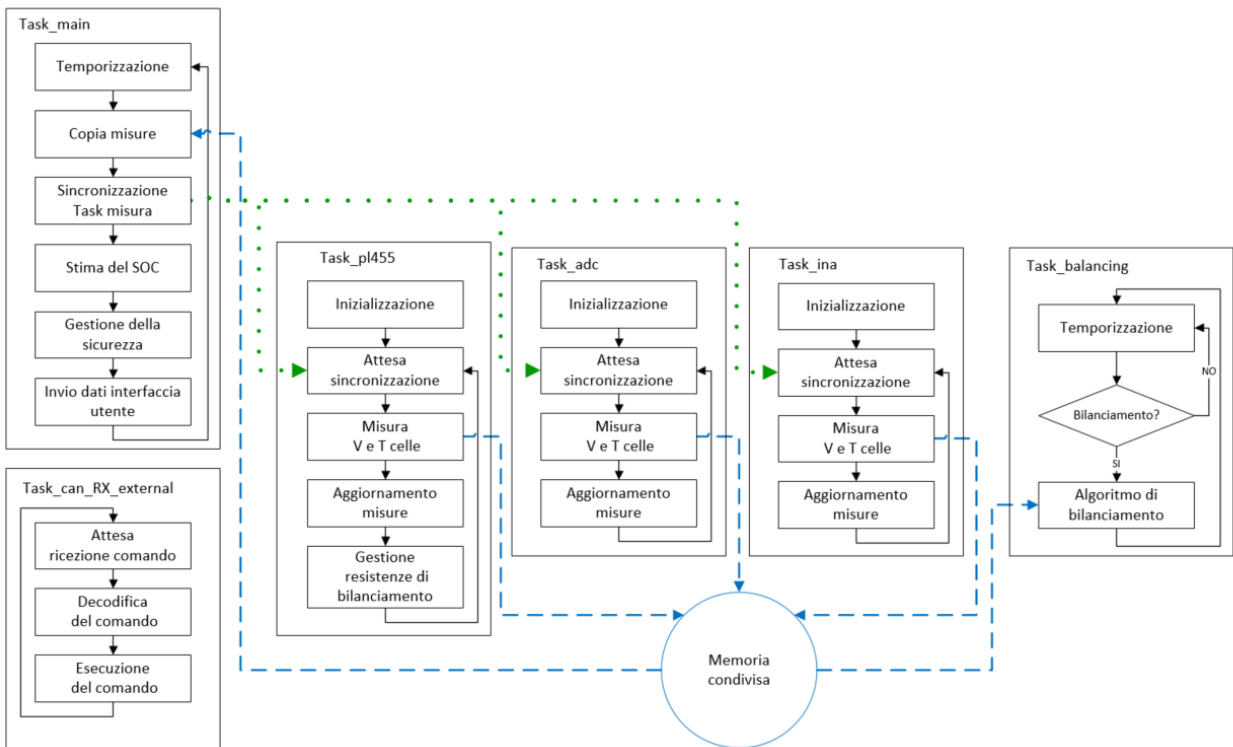 Task_main
Temporizzazione
Copia misure
Sincronizzazione
Task misura
Stima del SOC
Gestione della
sicurezza
Invio dati interfaccia
utente
Task_can_RX_external
Attesa
ricezione comando
Decodifica
del comando
Esecuzione
del comando
Task_pl455
Inizializzazione
Attesa
sincronizzazione
Misura
V e T celle
Aggiornamento
misure
Gestione
resistenze di
bilanciamento
Task_adc
Inizializzazione
Attesa
sincronizzazione
Misura
V e T celle
Aggiornamento
misure
Task_ina
Inizializzazione
Attesa
sincronizzazione
Misura
V e T celle
Aggiornamento
misure
Task_balancing
Temporizzazione
NO
Bilanciamento?
SI
Algoritmo di
bilanciamento
Memoria
condivisa